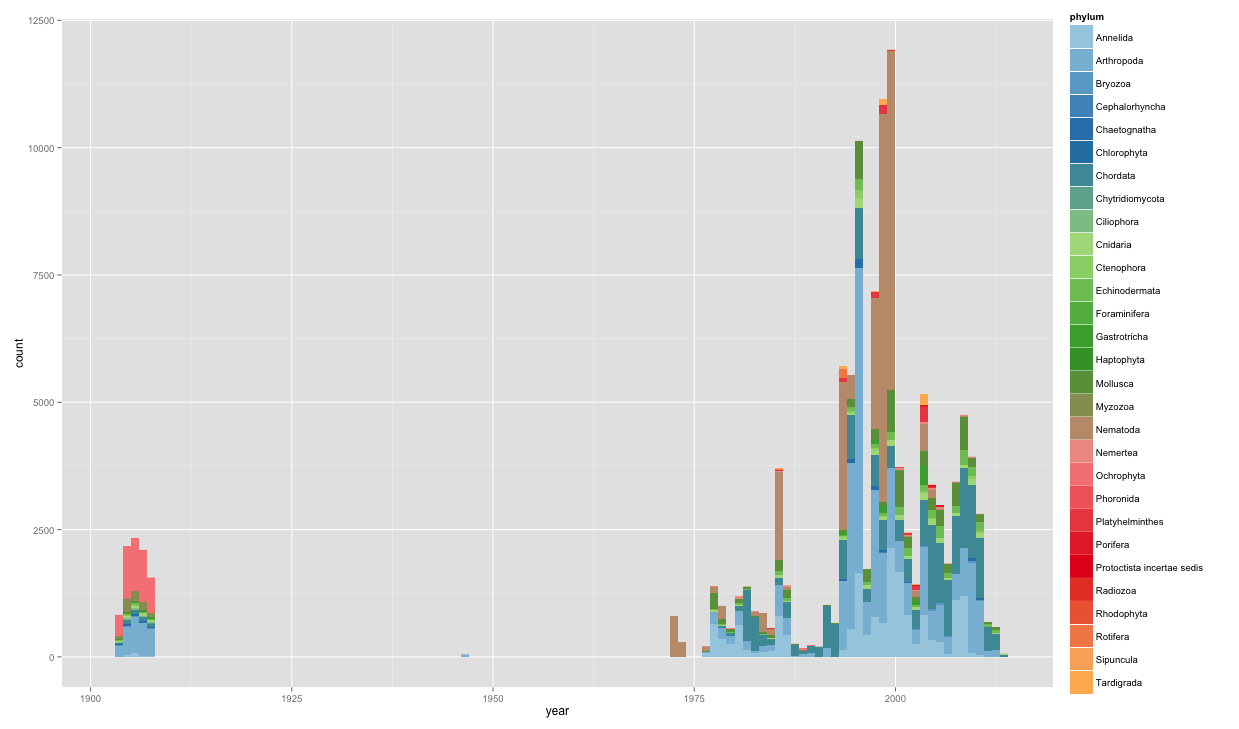 12500
10000
7500
5000
2500
0
count
1900
1925
1950
1975
2000
year
phylum
Annelida
Arthropoda
Bryozoa
Cephalorhyncha
Chaetognatha
Chlorophyta
Chordata
Chytridiomycota
Ciliophora
Cnidaria
Ctenophora
Echinodermata
Foraminifera
Gastrotricha
Haptophyta
Mollusca
Myzozoa
Nematoda
Nemertea
Ochrophyta
Phoronida
Platyhelminthes
Porifera
Protoctista incertae sedis
Radiozoa
Rhodophyta
Rotifera
Sipuncula
Tardigrada